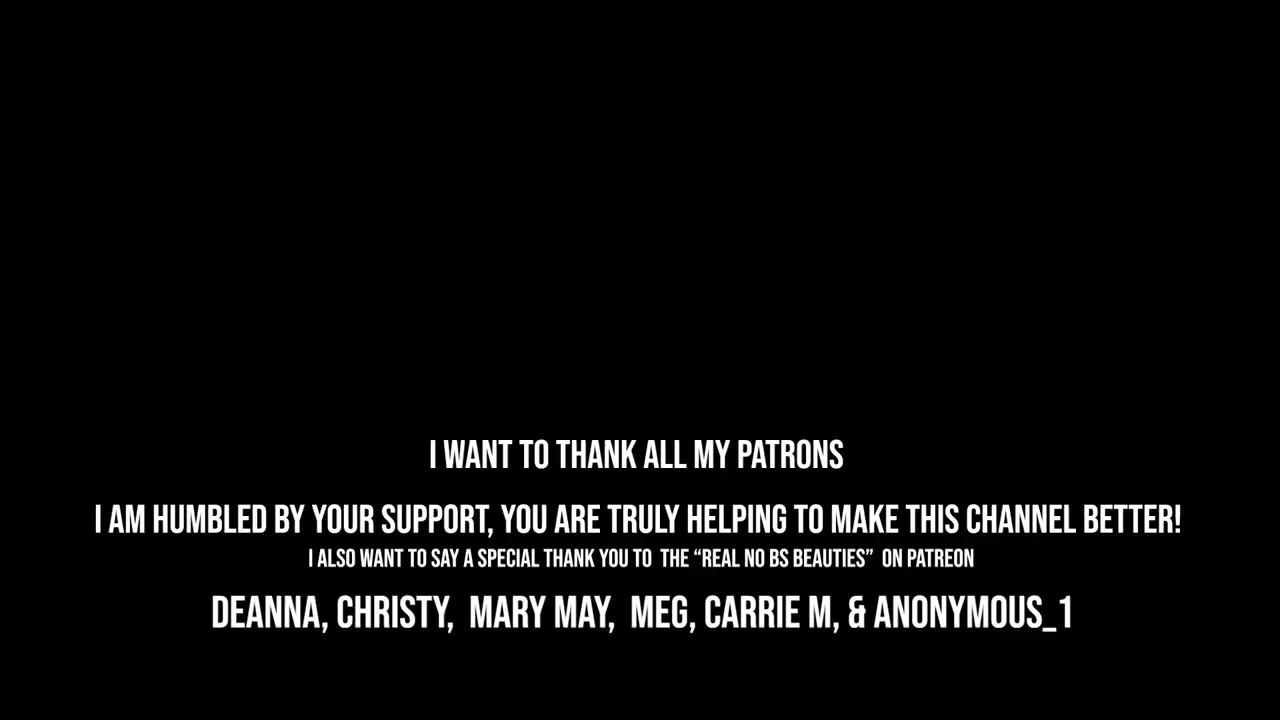 I WANT TO THANK ALL MY PATRONS
I AM HUMBLED BY YOUR SUPPORT, YOU ARE TRULY HELPING TO MAKE THIS CHANNEL BETTER!
I ALSO WANT TO SAY A SPECIAL THANK YOU TO THE “REAL NO BS BEAUTIES” ON PATREON
DEANNA, CHRISTY, MARY MAY, MEG, CARRIE M, & ANONYMOUS_1